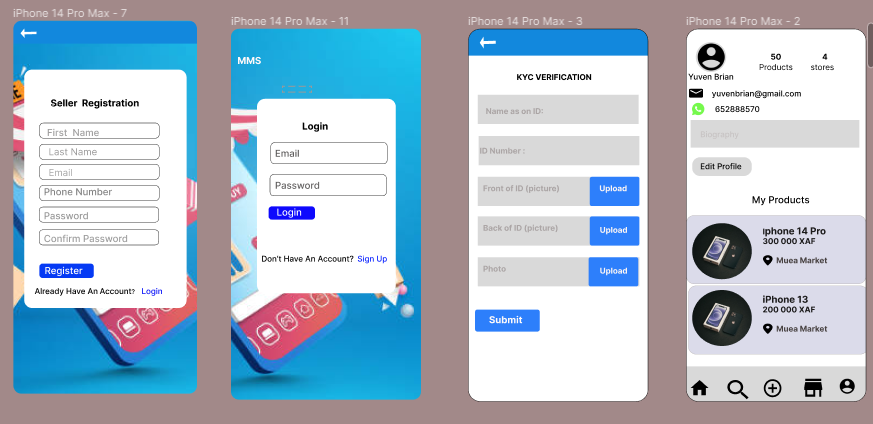 iPhone 14 Pro Max - 7
Seller Registration
First Name
Last Name
Email
Phone Number
Password
Confirm Password
Register
Already Have An Account? Login
iPhone 14 Pro Max - 11
MMS
Login
Email
Password
Login
Don't Have An Account? Sign Up
iPhone 14 Pro Max - 3
KYC VERIFICATION
Name as on ID:
ID Number :
Front of ID (picture) Upload
Back of ID (picture) Upload
Photo Upload
Submit
iPhone 14 Pro Max - 2
50 4
Products stores
Yuven Brian
yuvenbrian@gmail.com
652888570
Biography
Edit Profile
My Products
iphone 14 Pro
300 000 XAF
Muea Market
iPhone 13
200 000 XAF
Muea Market